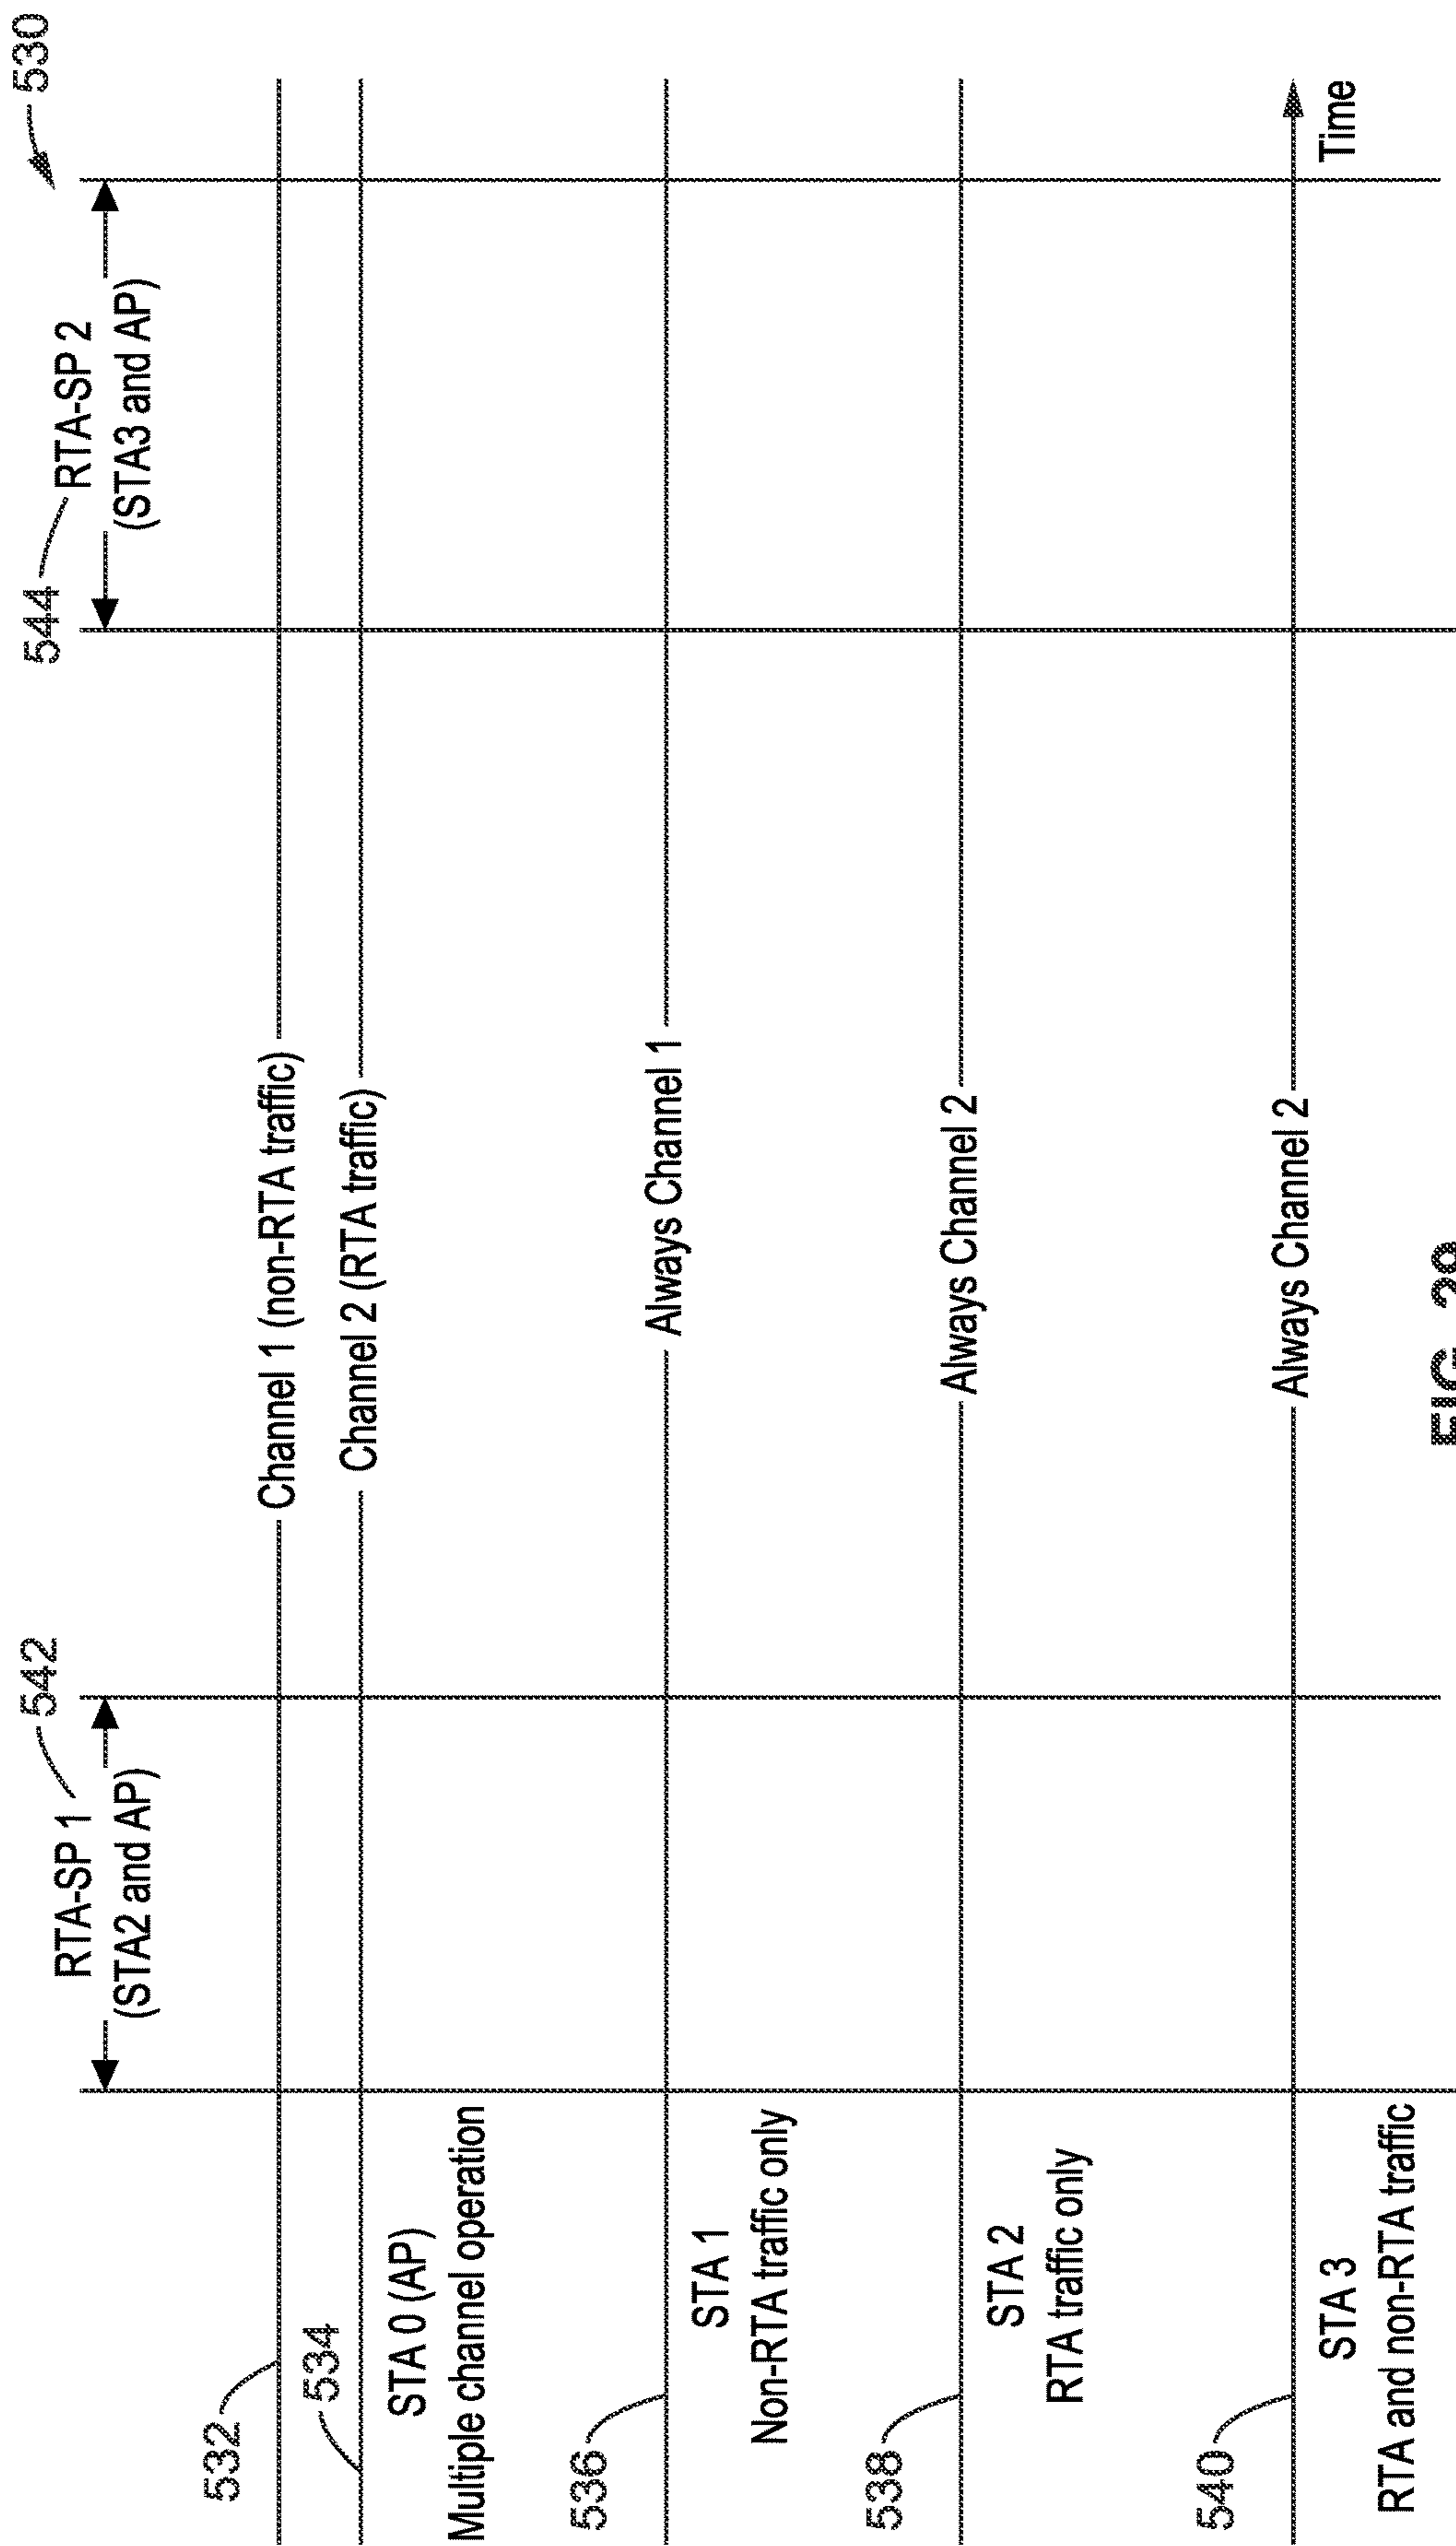 530
RTA-SP 1
542
(STA2 and AP)
544
RTA-SP 2
(STA3 and AP)
532
Channel 1 (non-RTA traffic)
534
Channel 2 (RTA traffic)
STA 0 (AP)
Multiple channel operation
536
Always Channel 1
STA 1
Non-RTA traffic only
538
Always Channel 2
STA 2
RTA traffic only
540
Always Channel 2
Time
STA 3
RTA and non-RTA traffic
FIG.